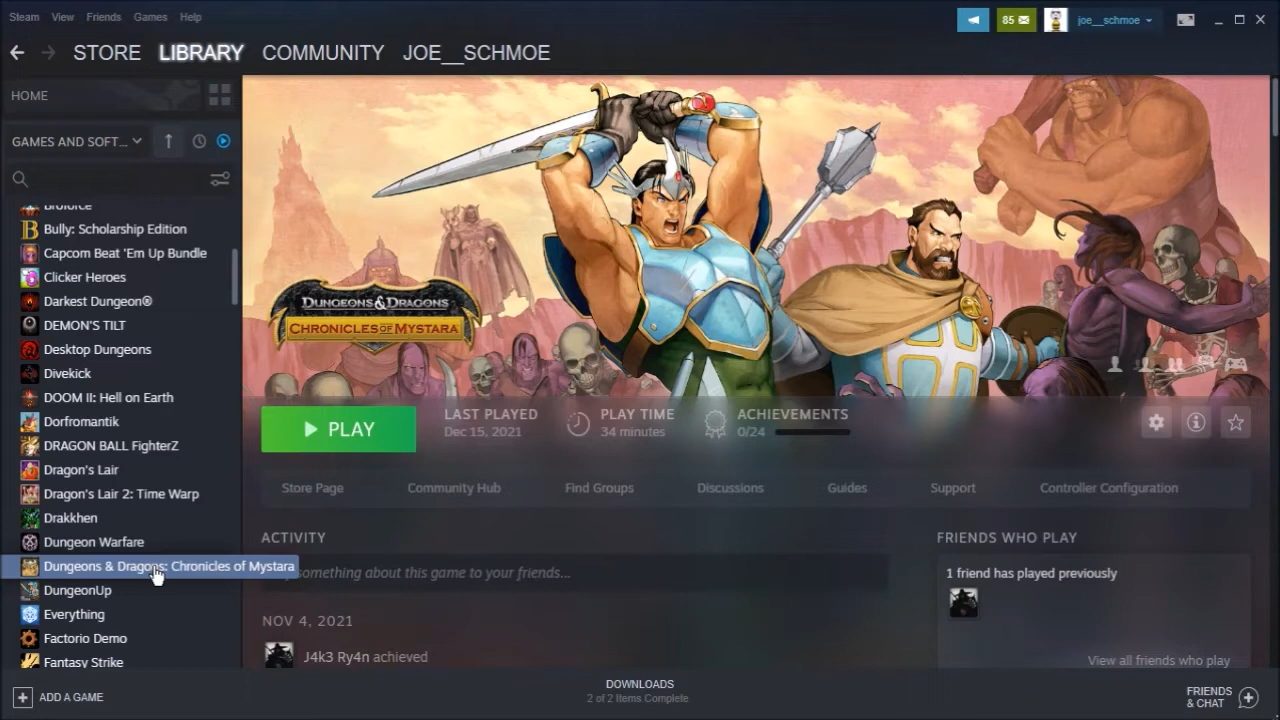 Steam View Friends Games Help
85
joe__schmoe
STORE LIBRARY COMMUNITY JOE__SCHMOE
HOME
GAMES AND SOFT...
Broforce
Bully: Scholarship Edition
Capcom Beat 'Em Up Bundle
Clicker Heroes
Darkest Dungeon®
DEMON'S TILT
Desktop Dungeons
Divekick
DOOM II: Hell on Earth
Dorfromantik
DRAGON BALL FighterZ
Dragon's Lair
Dragon's Lair 2: Time Warp
Drakkhen
Dungeon Warfare
Dungeons & Dragons: Chronicles of Mystara
DungeonUp
Everything
Factorio Demo
Fantasy Strike
ADD A GAME
DUNGEONS & DRAGONS
CHRONICLES OF MYSTARA
PLAY
LAST PLAYED
Dec 15, 2021
PLAY TIME
34 minutes
ACHIEVEMENTS
0/24
Store Page Community Hub Find Groups Discussions Guides Support Controller Configuration
ACTIVITY
something about this game to your friends...
NOV 4, 2021
J4k3 Ry4n achieved
FRIENDS WHO PLAY
1 friend has played previously
View all friends who play
DOWNLOADS
2 of 2 Items Complete
FRIENDS
& CHAT